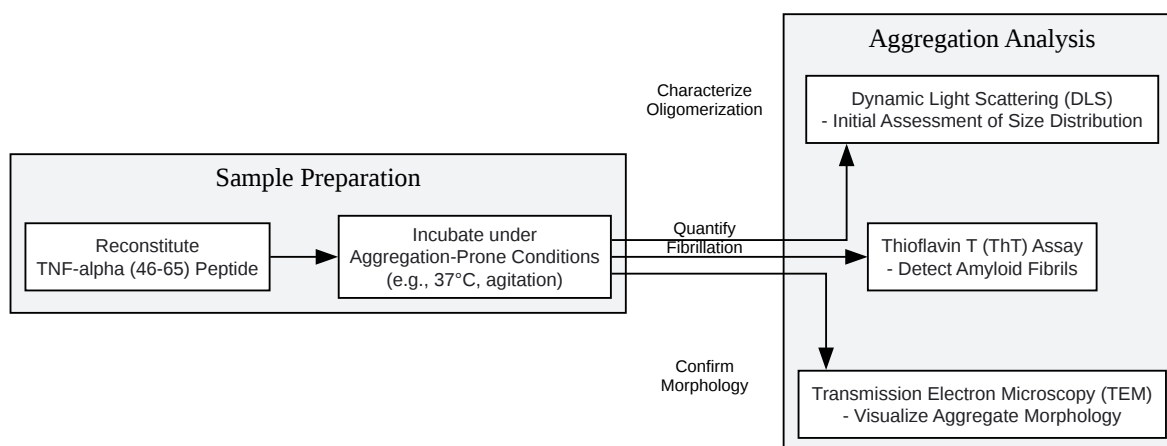 Sample Preparation
Reconstitute
TNF-alpha (46-65) Peptide
Incubate under
Aggregation-Prone Conditions
(e.g., 37°C, agitation)
Characterize
Oligomerization
Quantify
Fibrillation
Confirm
Morphology
Aggregation Analysis
Dynamic Light Scattering (DLS)
- Initial Assessment of Size Distribution
Thioflavin T (ThT) Assay
- Detect Amyloid Fibrils
Transmission Electron Microscopy (TEM)
- Visualize Aggregate Morphology